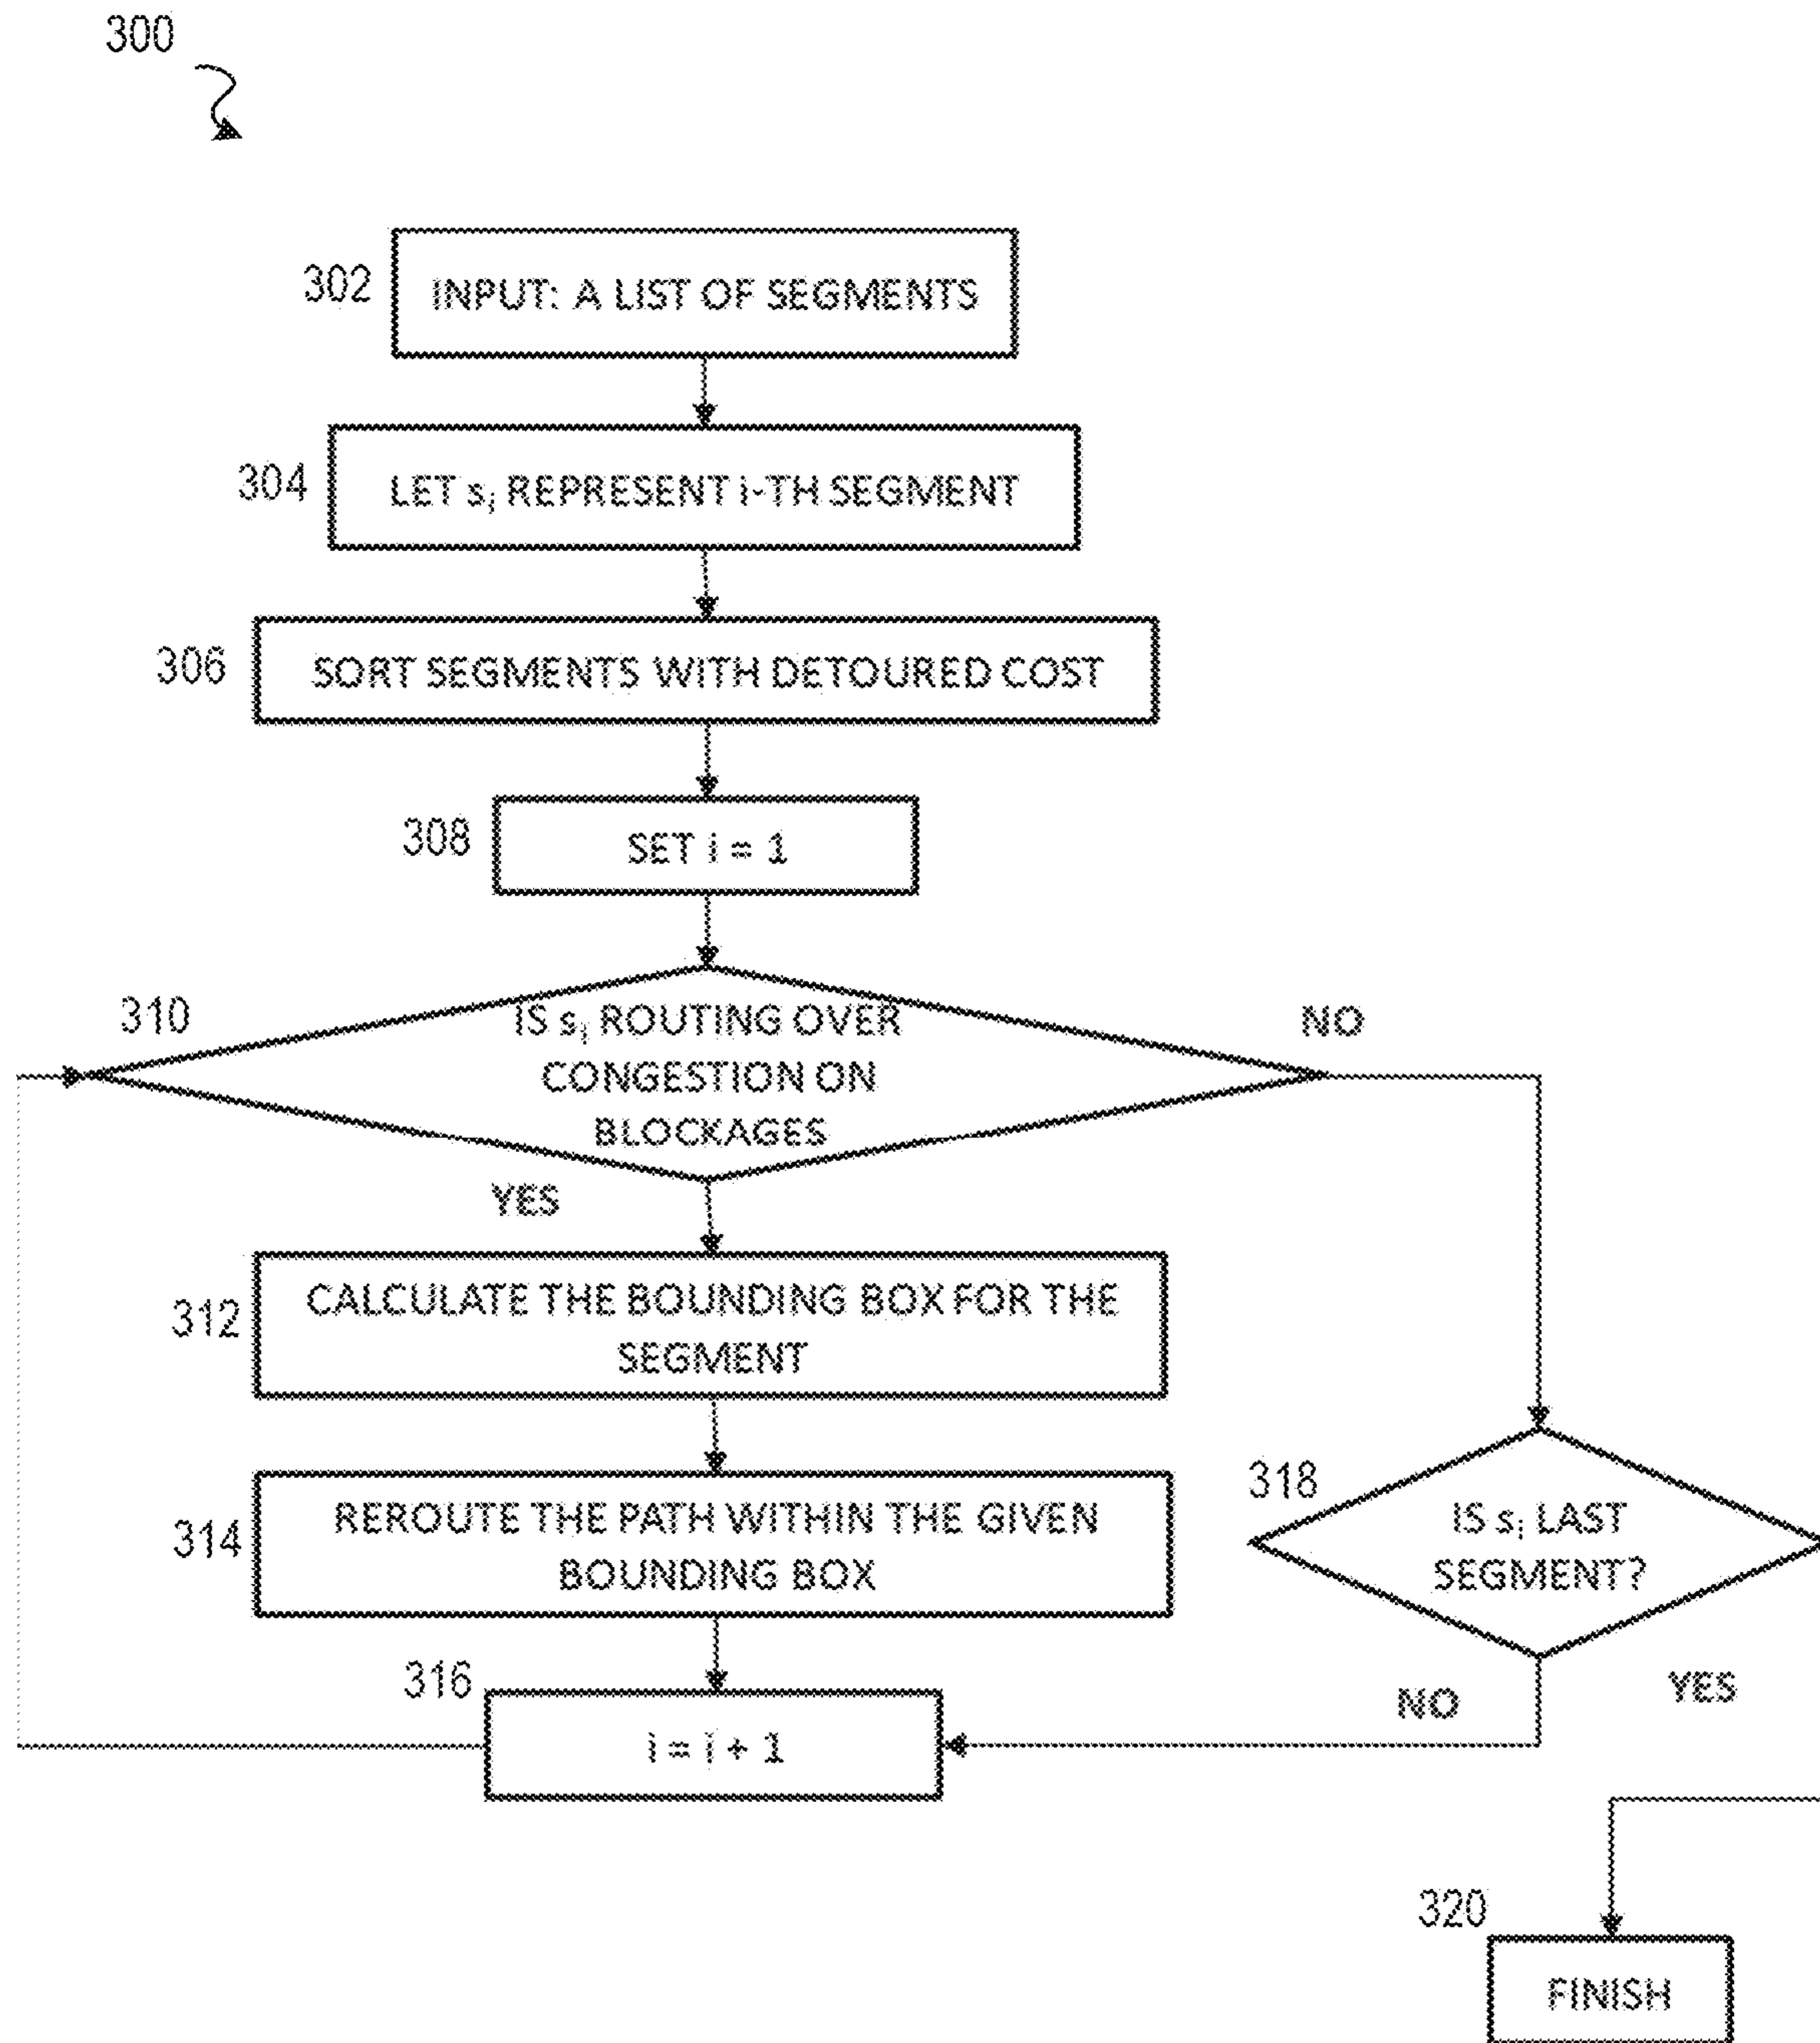 300
302
INPUT: A LIST OF SEGMENTS
304
LET si REPRESENT i-TH SEGMENT
306
SORT SEGMENTS WITH DETOURED COST
308
SET i = 1
310
IS si ROUTING OVER
CONGESTION ON
BLOCKAGES
NO
YES
312
CALCULATE THE BOUNDING BOX FOR THE
SEGMENT
314
REROUTE THE PATH WITHIN THE GIVEN
BOUNDING BOX
318
IS si LAST
SEGMENT?
316
i = i + 1
NO
YES
320
FINISH